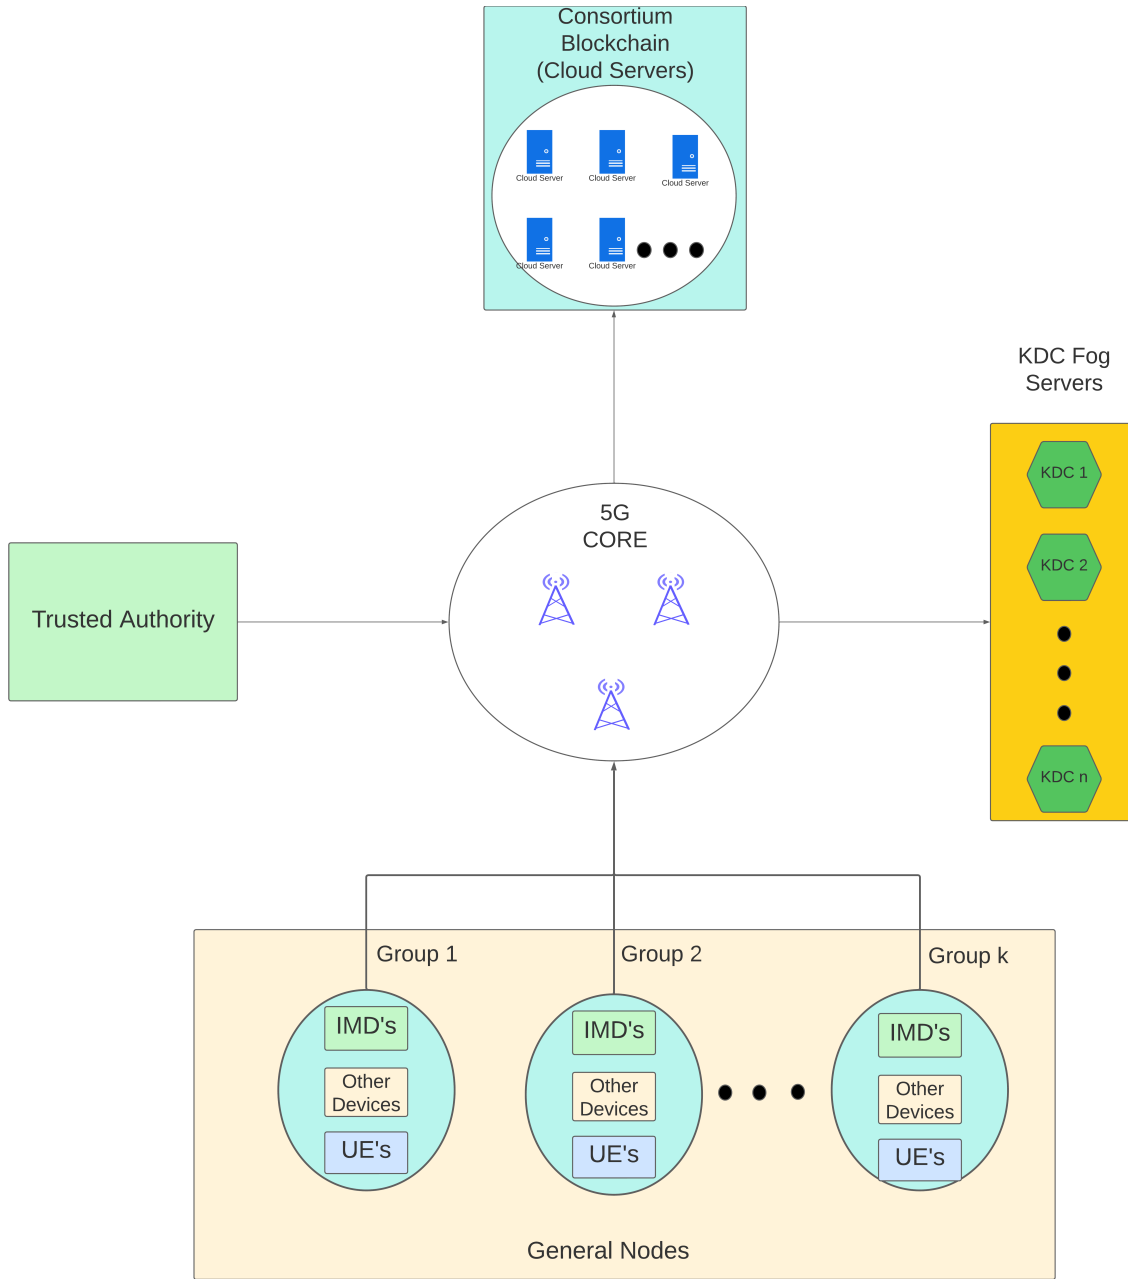 Consortium
Blockchain
(Cloud Servers)
Cloud Server
Cloud Server
Cloud Server
Cloud Server
Cloud Server
KDC Fog
Servers
KDC 1
KDC 2
KDC n
5G
CORE
Trusted Authority
Group 1
Group 2
Group k
IMD's
Other
Devices
UE's
IMD's
Other
Devices
UE's
IMD's
Other
Devices
UE's
General Nodes